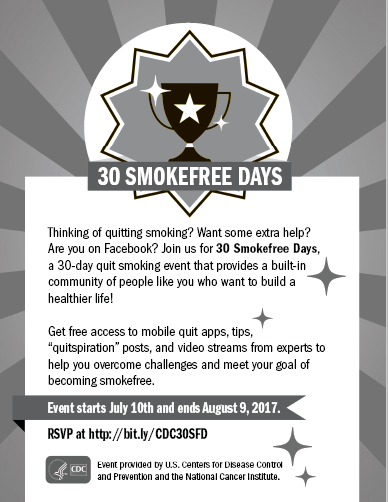 30 SMOKEFREE DAYS
Thinking of quitting smoking? Want some extra help?
Are you on Facebook? Join us for 30 Smokefree Days,
a 30-day quit smoking event that provides a built-in
community of people like you who want to build a
healthier life!
Get free access to mobile quit apps, tips,
“quitspiration” posts, and video streams from experts to
help you overcome challenges and meet your goal of
becoming smokefree.
Event starts July 10th and ends August 9, 2017.
RSVP at http://bit.ly/CDC30SFD
CDC
Event provided by U.S. Centers for Disease Control
and Prevention and the National Cancer Institute.